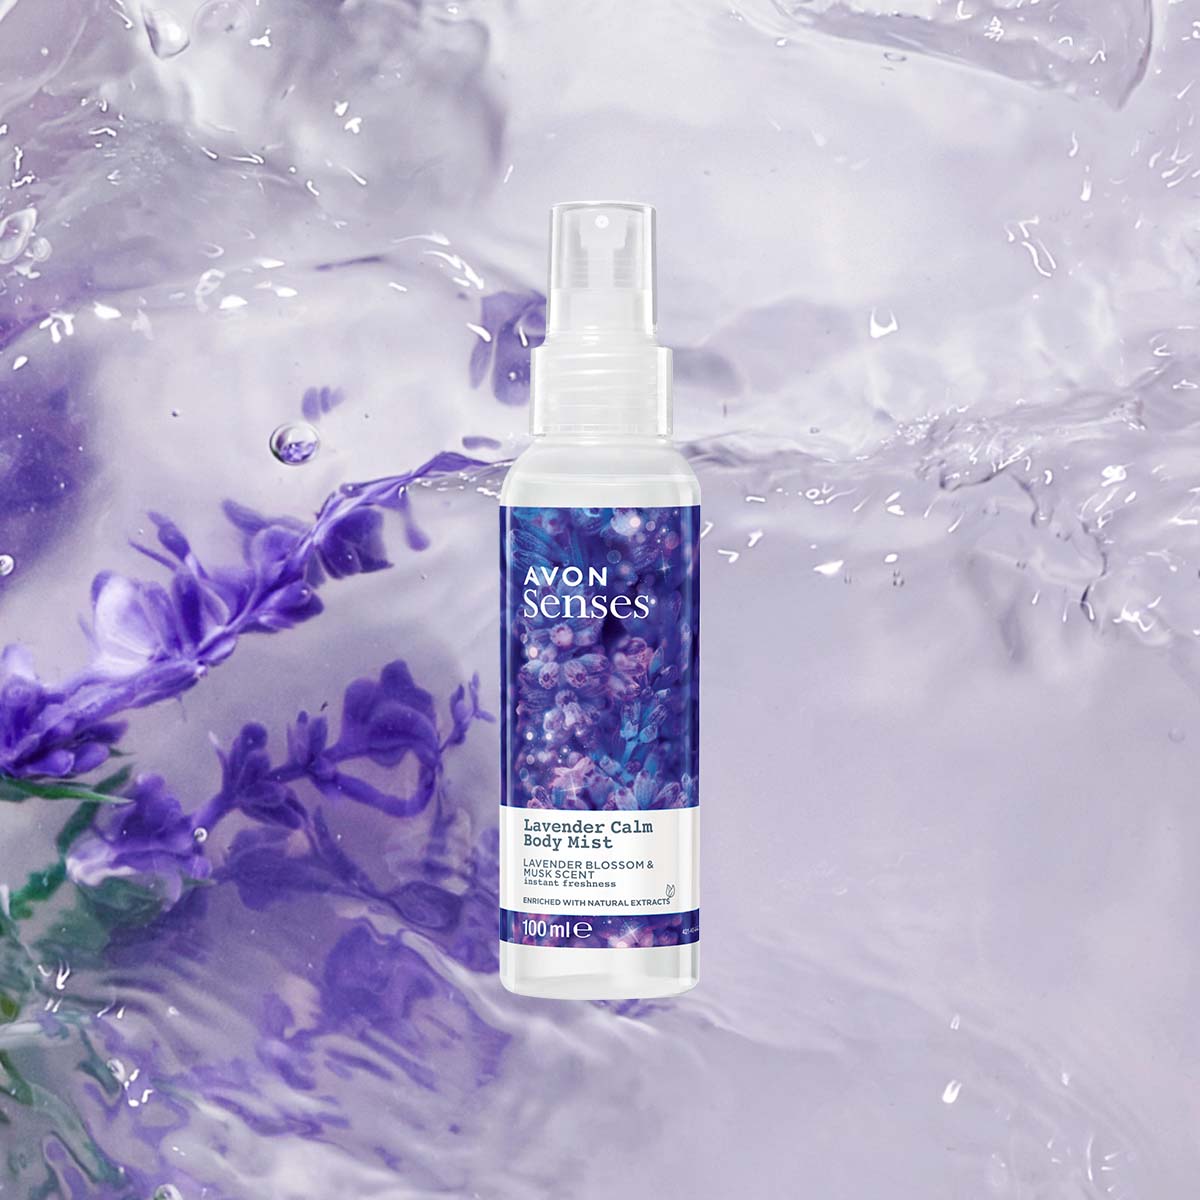 AVON
Senses
Lavender Calm
Body Mist
LAVENDER BLOSSOM &
MUSK SCENT
instant freshness
ENRICHED WITH NATURAL EXTRACTS
100 ml ℮